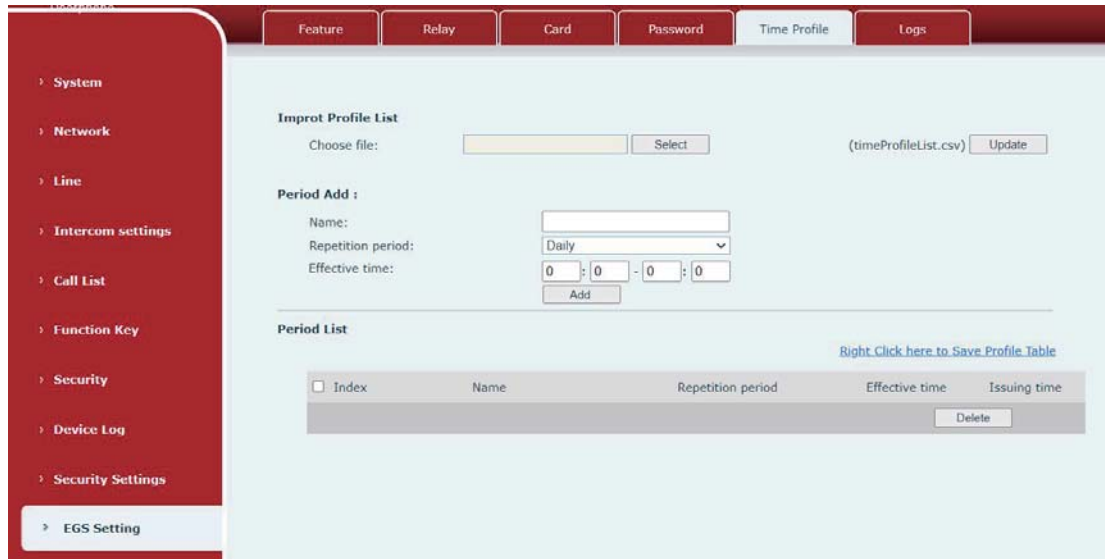 Feature Relay Card Password Time Profile Logs
› System
› Network
› Line
› Intercom settings
› Call List
› Function Key
› Security
› Device Log
› Security Settings
› EGS Setting
Improt Profile List
Choose file: Select (timeProfileList.csv) Update
Period Add :
Name:
Repetition period: Daily
Effective time: 0 : 0 - 0 : 0
Add
Period List
Right Click here to Save Profile Table
Index Name Repetition period Effective time Issuing time
Delete